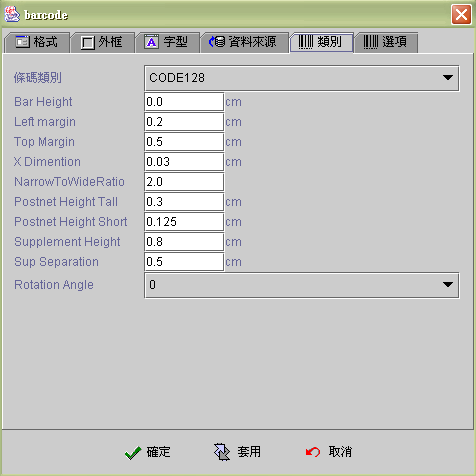 barcode
格式 外框 字型 資料來源 類別 選項
條碼類別 CODE128
Bar Height 0.0 cm
Left margin 0.2 cm
Top Margin 0.5 cm
X Dimention 0.03 cm
NarrowToWideRatio 2.0
Postnet Height Tall 0.3 cm
Postnet Height Short 0.125 cm
Supplement Height 0.8 cm
Sup Separation 0.5 cm
Rotation Angle 0
確定 套用 取消